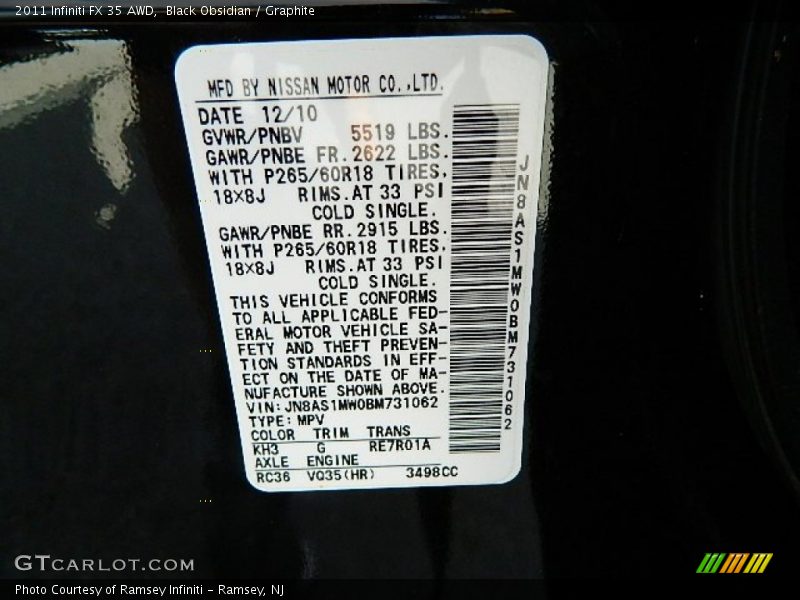 2011 Infiniti FX 35 AWD, Black Obsidian / Graphite
MFD BY NISSAN MOTOR CO.,LTD.
DATE 12/10
GVWR/PNBV 5519 LBS.
GAWR/PNBE FR. 2622 LBS.
WITH P265/60R18 TIRES,
18X8J RIMS.AT 33 PSI
COLD SINGLE.
GAWR/PNBE RR. 2915 LBS.
WITH P265/60R18 TIRES,
18X8J RIMS.AT 33 PSI
COLD SINGLE.
THIS VEHICLE CONFORMS
TO ALL APPLICABLE FED-
ERAL MOTOR VEHICLE SA-
FETY AND THEFT PREVEN-
TION STANDARDS IN EFF-
ECT ON THE DATE OF MA-
NUFACTURE SHOWN ABOVE.
VIN:JN8AS1MW0BM731062
TYPE:MPV
COLOR TRIM TRANS
KH3 G RE7R01A
AXLE ENGINE
RC36 VQ35(HR) 3498CC
JN8AS1MW0BM731062
GTCARLOT.COM
Photo Courtesy of Ramsey Infiniti - Ramsey, NJ